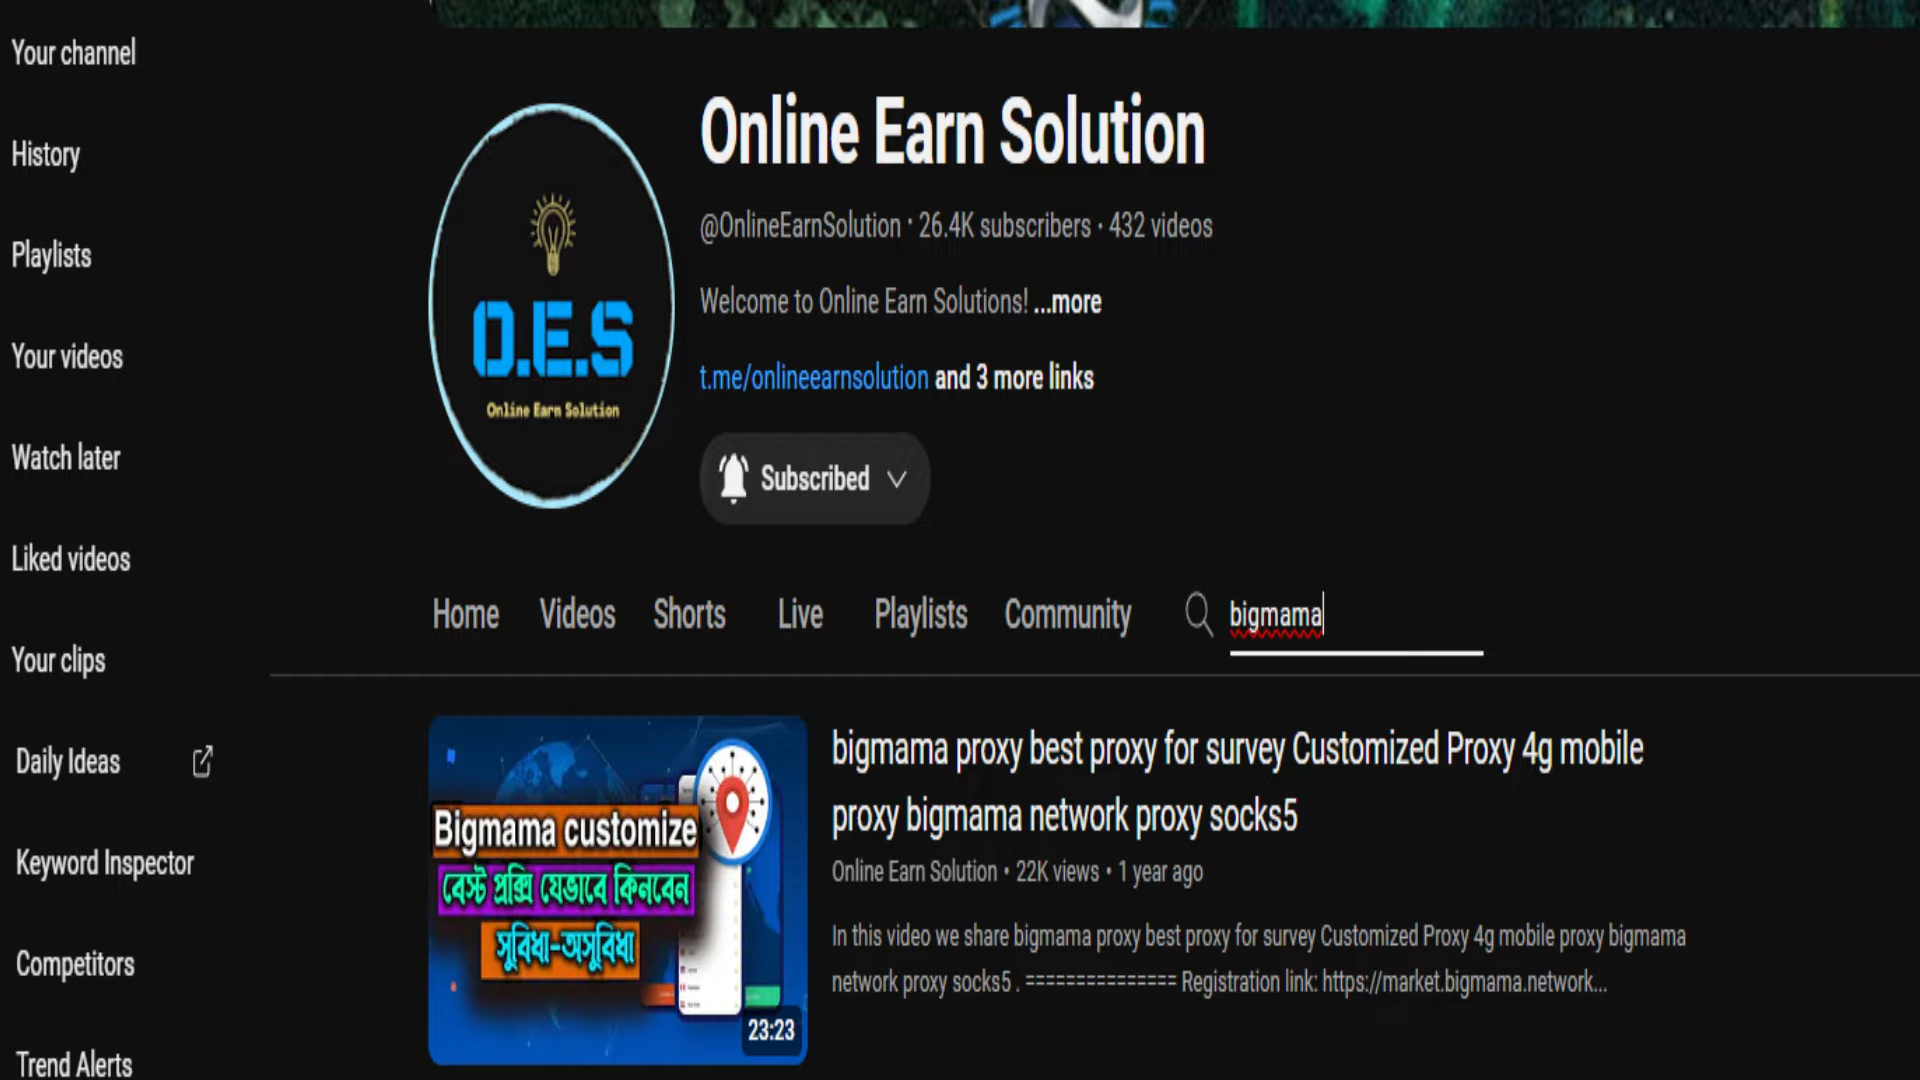 Your channel
History
Playlists
Your videos
Watch later
Liked videos
Your clips
Daily Ideas
Keyword Inspector
Competitors
Trend Alerts
O.E.S
Online Earn Solution
Online Earn Solution
@OnlineEarnSolution · 26.4K subscribers · 432 videos
Welcome to Online Earn Solutions! ...more
t.me/onlineearnsolution and 3 more links
Subscribed
Home Videos Shorts Live Playlists Community bigmama
Bigmama customize
বেস্ট প্রক্সি যেভাবে কিনবেন
সুবিধা-অসুবিধা
23:23
bigmama proxy best proxy for survey Customized Proxy 4g mobile
proxy bigmama network proxy socks5
Online Earn Solution • 22K views • 1 year ago
In this video we share bigmama proxy best proxy for survey Customized Proxy 4g mobile proxy bigmama
network proxy socks5 . =============== Registration link: https://market.bigmama.network...